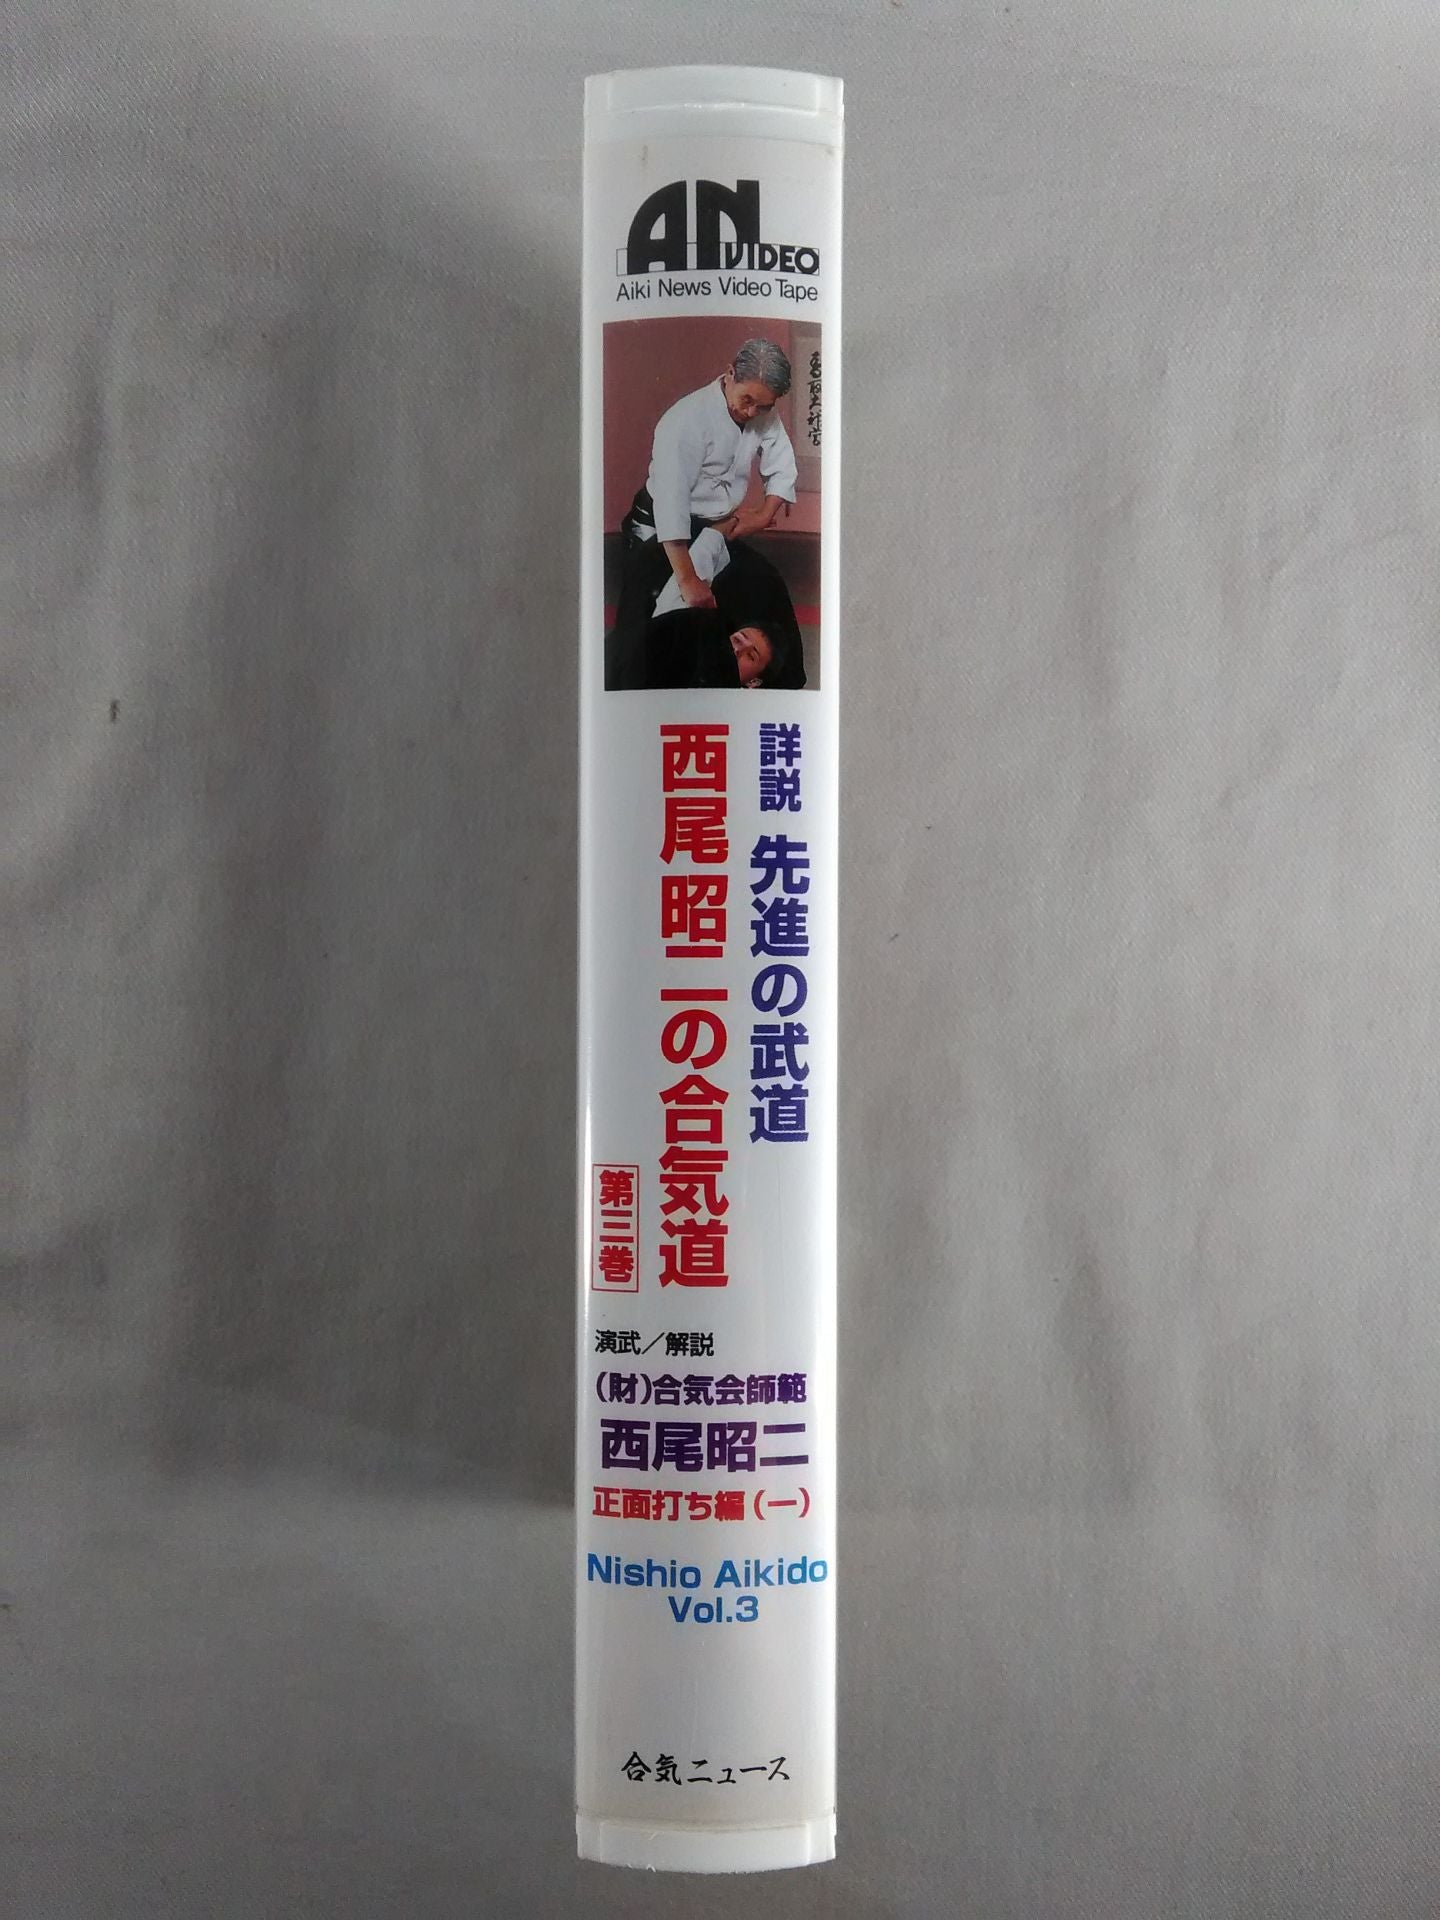 AN VIDEO
Aiki News Video Tape
詳説 先進の武道
西尾昭二の合気道
第三巻
演武／解説
（財）合気会師範
西尾昭二
正面打ち編（一）
Nishio Aikido
Vol.3
合気ニュース